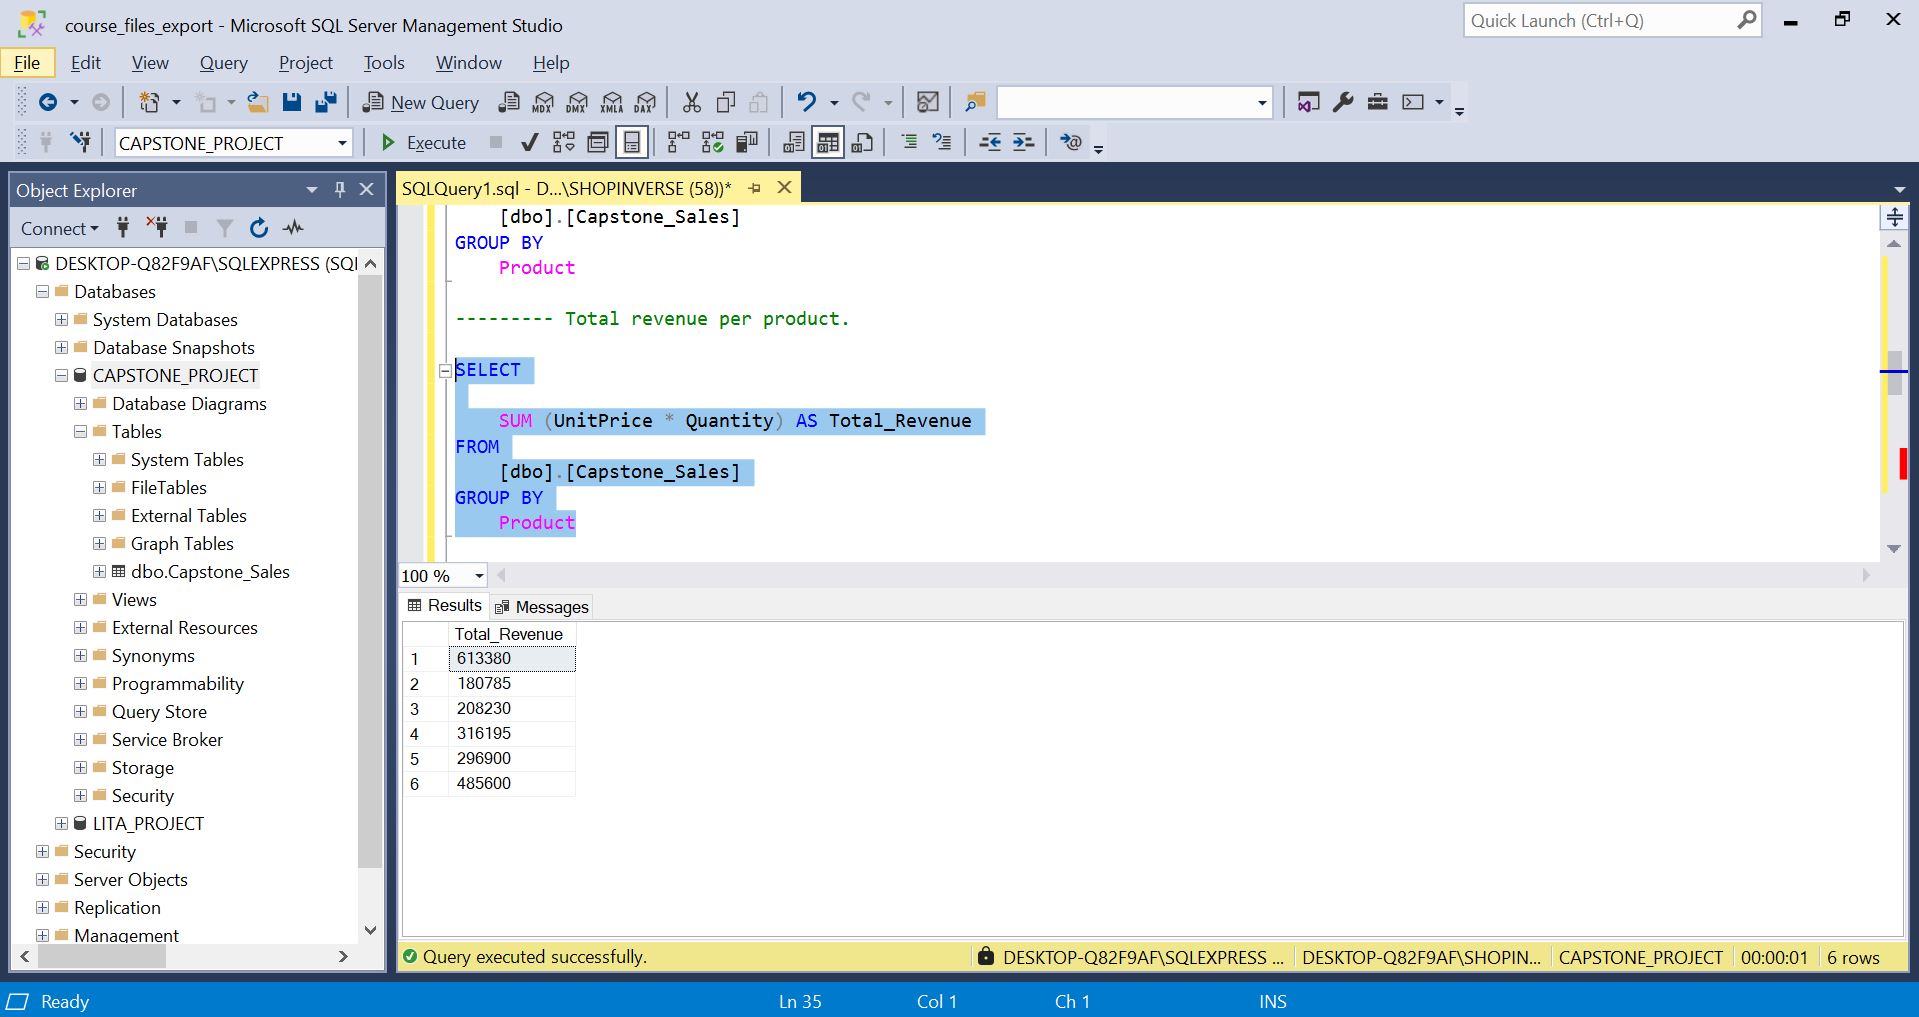 course_files_export - Microsoft SQL Server Management Studio
Quick Launch (Ctrl+Q)
File Edit View Query Project Tools Window Help
New Query MDX DMX XMLA DAX
CAPSTONE_PROJECT Execute
Object Explorer
Connect
DESKTOP-Q82F9AF\SQLEXPRESS (SQL
Databases
System Databases
Database Snapshots
CAPSTONE_PROJECT
Database Diagrams
Tables
System Tables
FileTables
External Tables
Graph Tables
dbo.Capstone_Sales
Views
External Resources
Synonyms
Programmability
Query Store
Service Broker
Storage
Security
LITA_PROJECT
Security
Server Objects
Replication
Management
SQLQuery1.sql - D...\SHOPINVERSE (58))*
[dbo].[Capstone_Sales]
GROUP BY
Product
--------- Total revenue per product.
SELECT
SUM (UnitPrice * Quantity) AS Total_Revenue
FROM
[dbo].[Capstone_Sales]
GROUP BY
Product
100 %
Results Messages
Total_Revenue
1 613380
2 180785
3 208230
4 316195
5 296900
6 485600
Query executed successfully. DESKTOP-Q82F9AF\SQLEXPRESS ... DESKTOP-Q82F9AF\SHOPIN... CAPSTONE_PROJECT 00:00:01 6 rows
Ready Ln 35 Col 1 Ch 1 INS